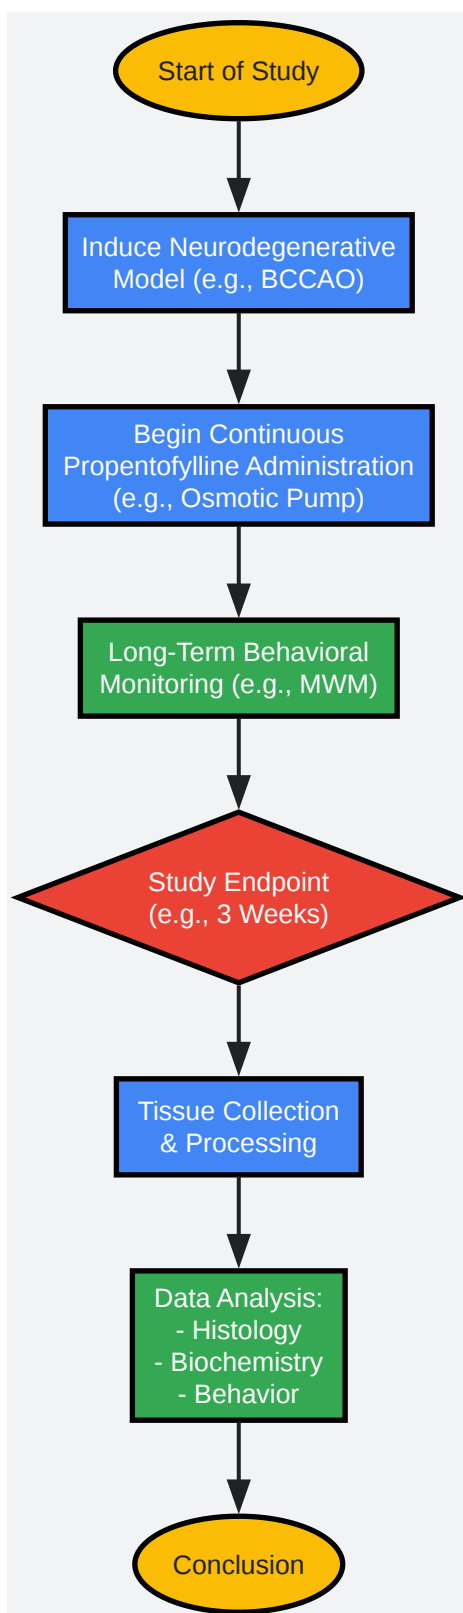 Start of Study
Induce Neurodegenerative
Model (e.g., BCCAO)
Begin Continuous
Propentofylline Administration
(e.g., Osmotic Pump)
Long-Term Behavioral
Monitoring (e.g., MWM)
Study Endpoint
(e.g., 3 Weeks)
Tissue Collection
& Processing
Data Analysis:
- Histology
- Biochemistry
- Behavior
Conclusion